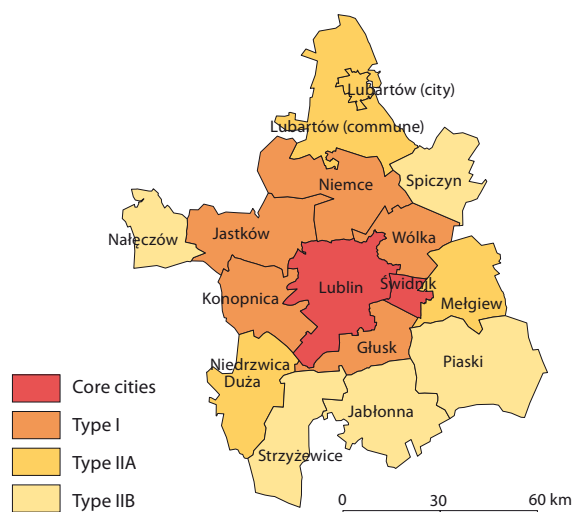 Lubartów (city)
Lubartów (commune)
Niemce
Spiczyn
Nałęczów
Jastków
Wólka
Konopnica
Lublin
Świdnik
Mełgiew
Głusk
Niedrzwica
Duża
Piaski
Jabłonna
Strzyżewice
Core cities
Type I
Type IIA
Type IIB
0 30 60 km